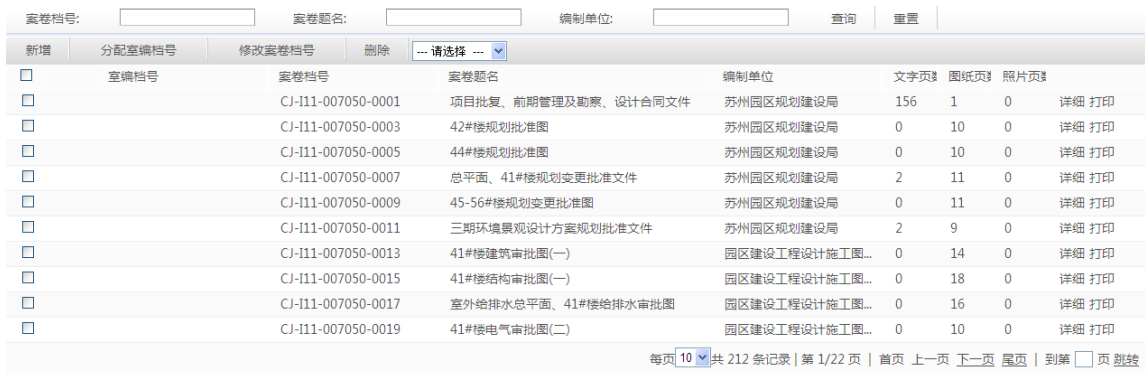 案卷档号: 案卷题名: 编制单位: 查询 重置
新增 分配室编档号 修改案卷档号 删除 --- 请选择 ---
室编档号 案卷档号 案卷题名 编制单位 文字页数 图纸页数 照片页数
CJ-I11-007050-0001 项目批复、前期管理及勘察、设计合同文件 苏州园区规划建设局 156 1 0 详细 打印
CJ-I11-007050-0003 42#楼规划批准图 苏州园区规划建设局 0 10 0 详细 打印
CJ-I11-007050-0005 44#楼规划批准图 苏州园区规划建设局 0 10 0 详细 打印
CJ-I11-007050-0007 总平面、41#楼规划变更批准文件 苏州园区规划建设局 2 11 0 详细 打印
CJ-I11-007050-0009 45-56#楼规划变更批准图 苏州园区规划建设局 0 11 0 详细 打印
CJ-I11-007050-0011 三期环境景观设计方案规划批准文件 苏州园区规划建设局 2 9 0 详细 打印
CJ-I11-007050-0013 41#楼建筑审批图(一) 园区建设工程设计施工图... 0 14 0 详细 打印
CJ-I11-007050-0015 41#楼结构审批图(一) 园区建设工程设计施工图... 0 18 0 详细 打印
CJ-I11-007050-0017 室外给排水总平面、41#楼给排水审批图 园区建设工程设计施工图... 0 16 0 详细 打印
CJ-I11-007050-0019 41#楼电气审批图(二) 园区建设工程设计施工图... 0 10 0 详细 打印
每页 10 共 212 条记录 | 第 1/22 页 | 首页 上一页 下一页 尾页 | 到第 页 跳转